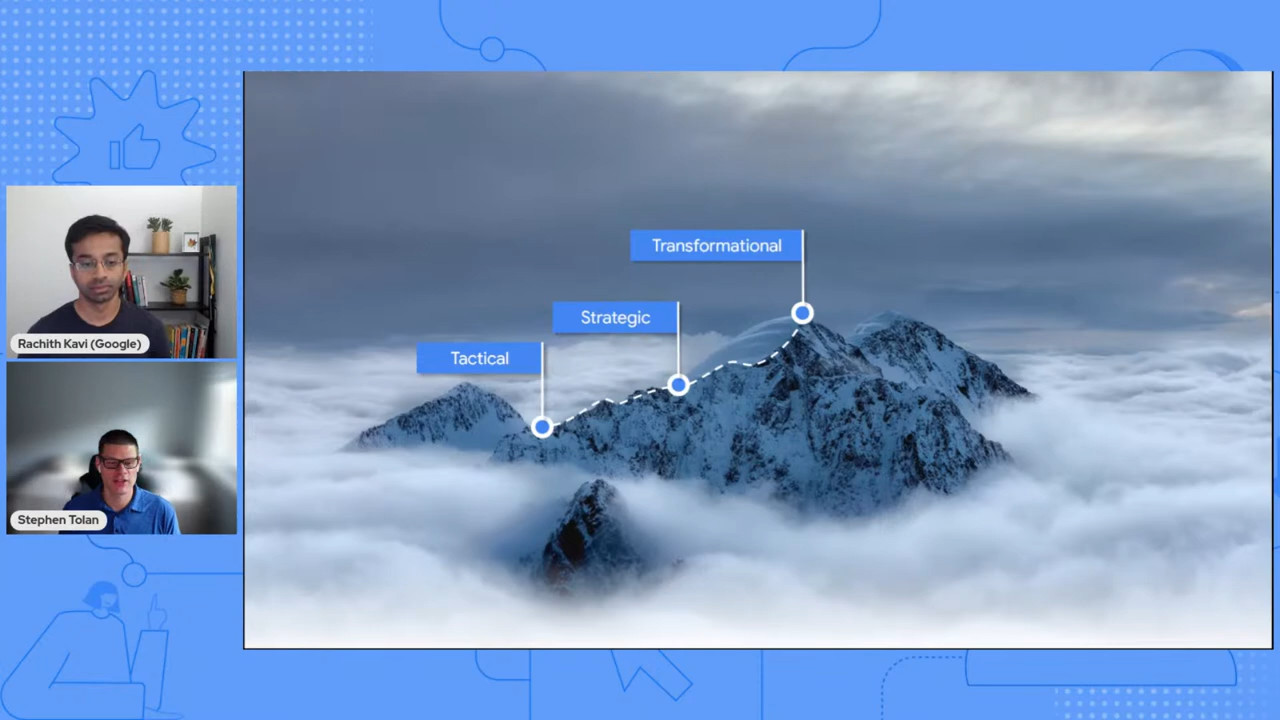 Transformational
Strategic
Tactical
Rachith Kavi (Google)
Stephen Tolan